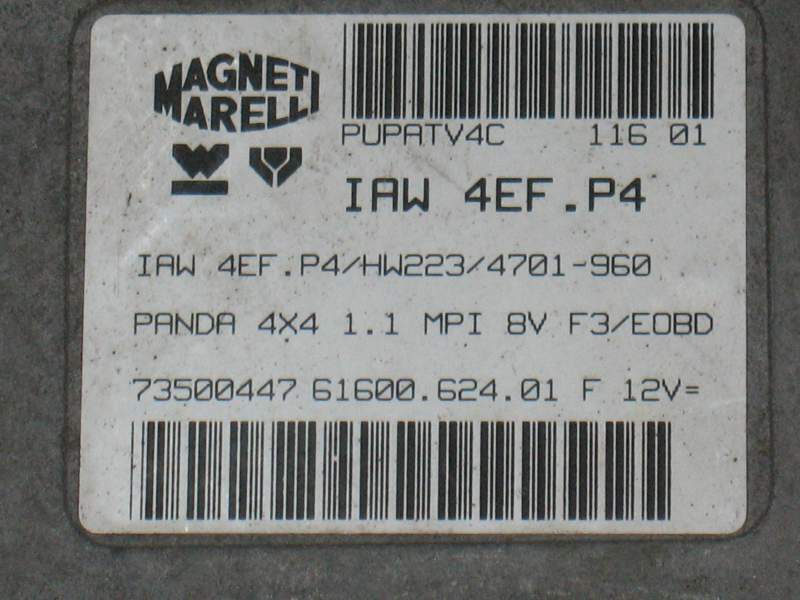 MAGNETI
MARELLI
PUPATV4C 116 01
IAW 4EF.P4
IAW 4EF.P4/HW223/4701-960
PANDA 4X4 1.1 MPI 8V F3/EOBD
73500447 61600.624.01 F 12V=